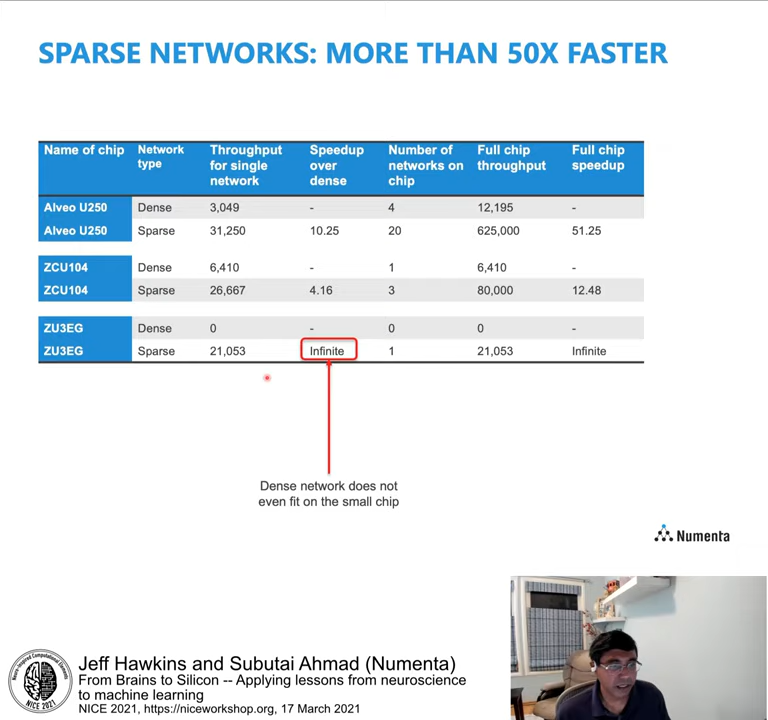 SPARSE NETWORKS: MORE THAN 50X FASTER
Name of chip Network type Throughput for single network Speedup over dense Number of networks on chip Full chip throughput Full chip speedup
Alveo U250 Dense 3,049 - 4 12,195 -
Alveo U250 Sparse 31,250 10.25 20 625,000 51.25
ZCU104 Dense 6,410 - 1 6,410 -
ZCU104 Sparse 26,667 4.16 3 80,000 12.48
ZU3EG Dense 0 - 0 0 -
ZU3EG Sparse 21,053 Infinite 1 21,053 Infinite
Dense network does not
even fit on the small chip
Numenta
Jeff Hawkins and Subutai Ahmad (Numenta)
From Brains to Silicon -- Applying lessons from neuroscience
to machine learning
NICE 2021, https://niceworkshop.org, 17 March 2021
Neuro-Inspired Computational Elements
NICE 2021